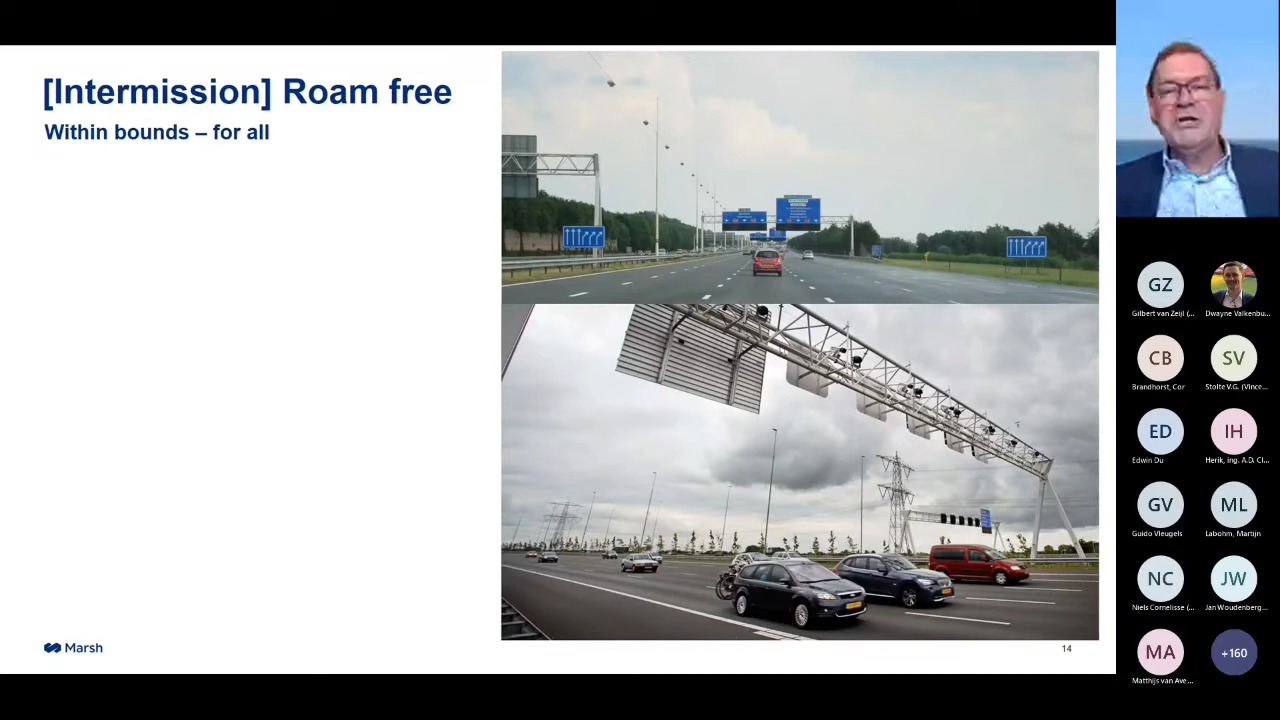 [Intermission] Roam free
Within bounds – for all
Marsh
14
GZ
Gilbert van Zeijl (...
Dwayne Valkenbu...
CB
Brandhorst, Cor
SV
Stolte V.G. (Vince...
ED
Edwin Du
IH
Herik, ing. A.D. Cl...
GV
Guido Vleugels
ML
Labohm, Martijn
NC
Niels Cornelisse (...
JW
Jan Woudenberg...
MA
Matthijs van Ave...
+160